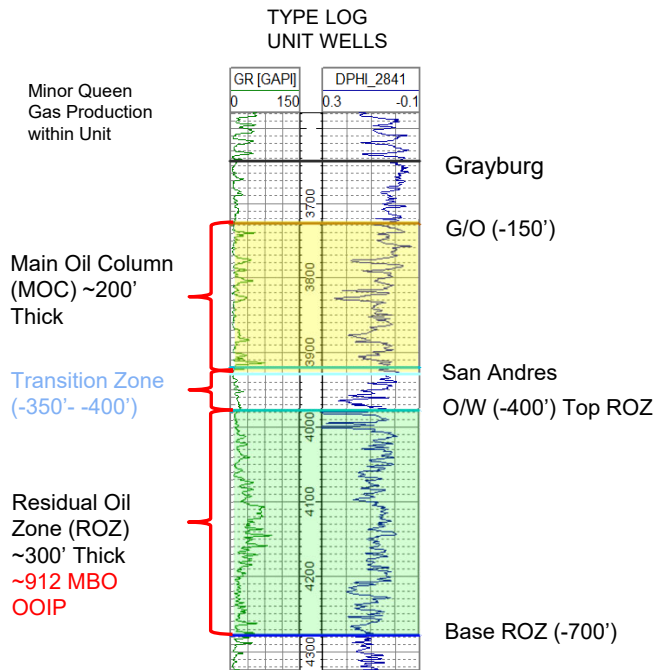 TYPE LOG
UNIT WELLS
Minor Queen
Gas Production
within Unit
GR [GAPI]
0 150
DPHI_2841
0.3 -0.1
Grayburg
3700
G/O (-150')
Main Oil Column
(MOC) ~200'
Thick
3800
3900
San Andres
Transition Zone
(-350'- -400')
O/W (-400') Top ROZ
4000
Residual Oil
Zone (ROZ)
~300' Thick
~912 MBO
OOIP
4100
4200
Base ROZ (-700')
4300